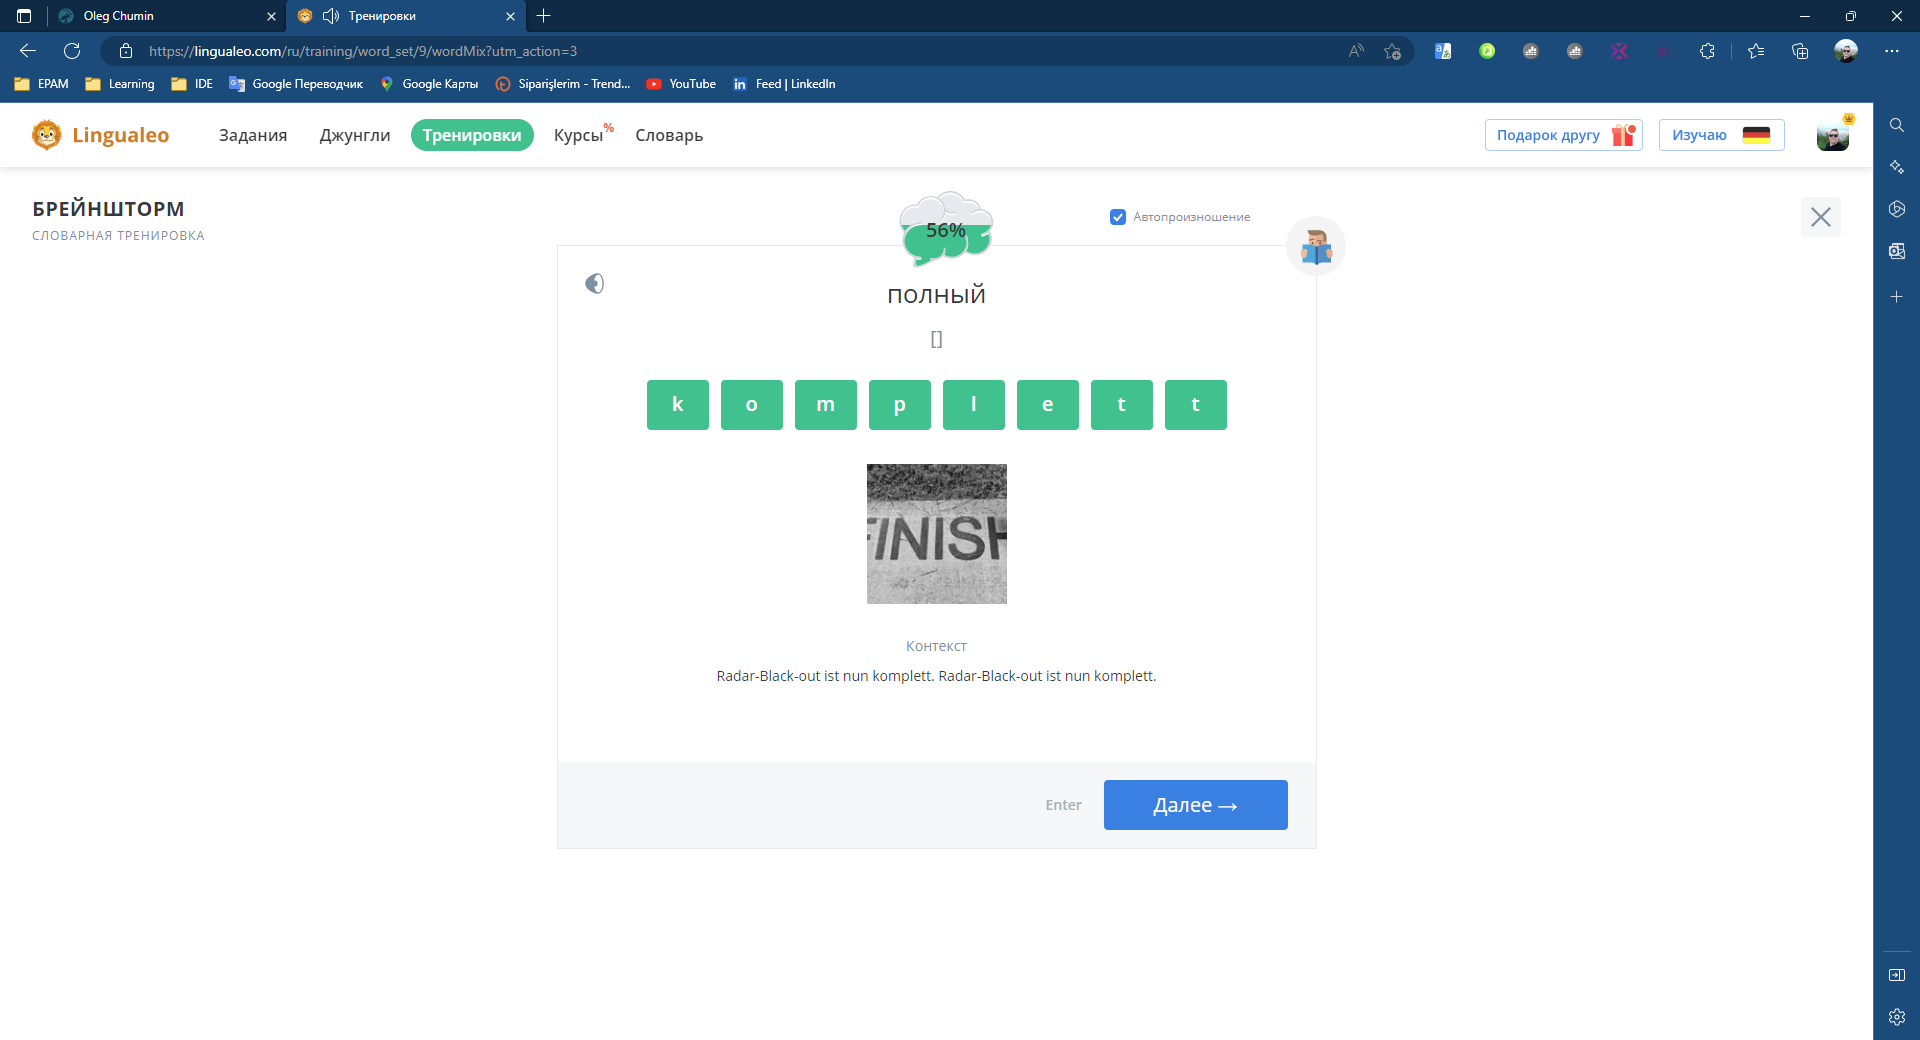 Oleg Chumin
Тренировки
https://lingualeo.com/ru/training/word_set/9/wordMix?utm_action=3
EPAM
Learning
IDE
Google Переводчик
Google Карты
Siparişlerim - Trend...
YouTube
Feed | LinkedIn
Lingualeo
Задания
Джунгли
Тренировки
Курсы%
Словарь
Подарок другу
Изучаю
БРЕЙНШТОРМ
СЛОВАРНАЯ ТРЕНИРОВКА
56%
Автопроизношение
полный
[]
k o m p l e t t
FINISH
Контекст
Radar-Black-out ist nun komplett. Radar-Black-out ist nun komplett.
Enter
Далее →